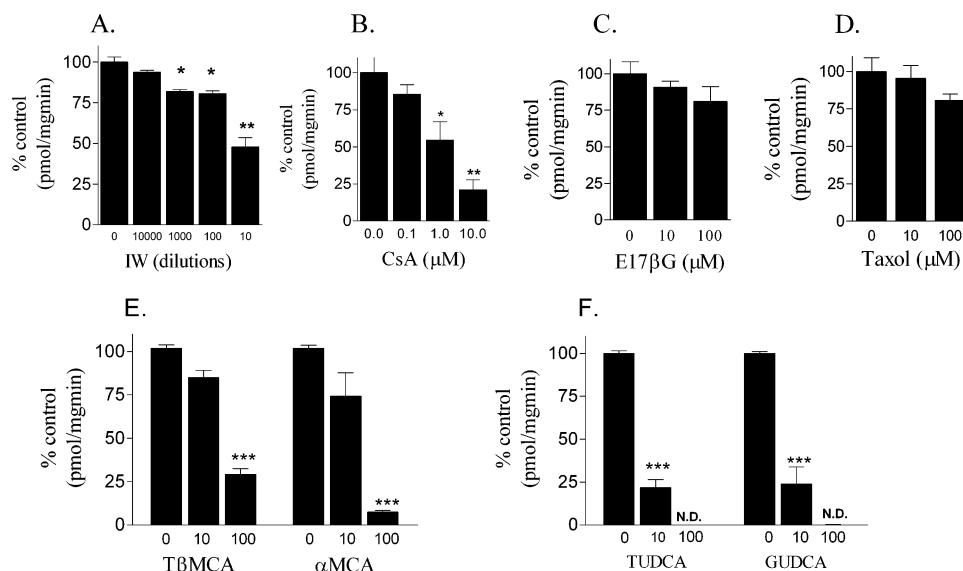 A.
B.
C.
D.
% control
(pmol/mgmin)
100
75
50
25
0
*
*
**
0 10000 1000 100 10
IW (dilutions)
% control
(pmol/mgmin)
100
75
50
25
0
*
**
0.0 0.1 1.0 10.0
CsA (μM)
% control
(pmol/mgmin)
100
75
50
25
0
0 10 100
E17βG (μM)
% control
(pmol/mgmin)
100
75
50
25
0
0 10 100
Taxol (μM)
E.
F.
% control
(pmol/mgmin)
100
75
50
25
0
***
***
0 10 100 0 10 100
TβMCA αMCA
% control
(pmol/mgmin)
100
75
50
25
0
***
N.D.
***
N.D.
0 10 100 0 10 100
TUDCA GUDCA